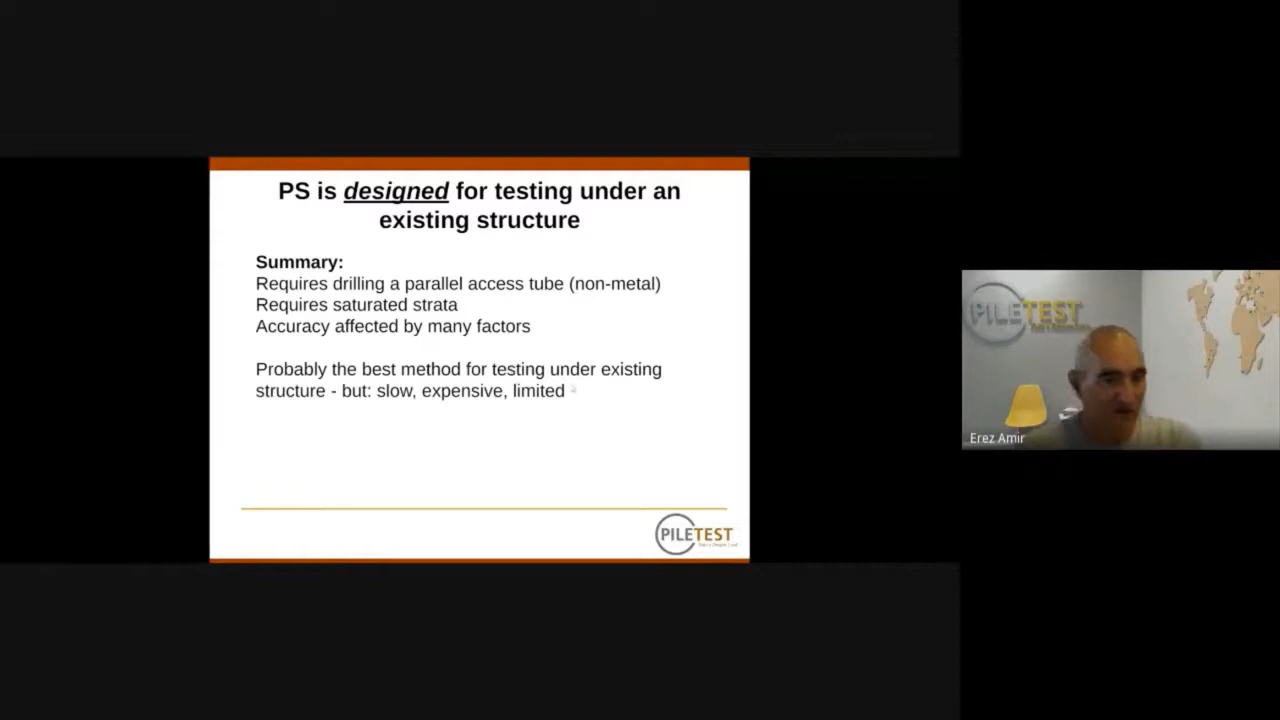 PS is designed for testing under an
existing structure
Summary:
Requires drilling a parallel access tube (non-metal)
Requires saturated strata
Accuracy affected by many factors
Probably the best method for testing under existing
structure - but: slow, expensive, limited
PILETEST
PILETEST
Erez Amir